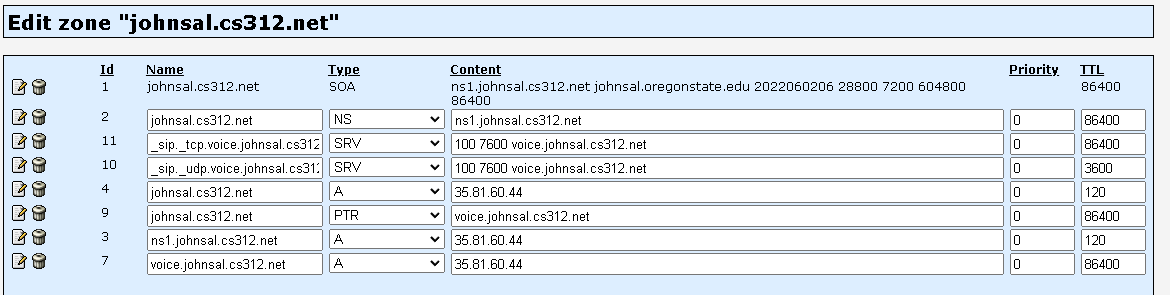 Edit zone "johnsal.cs312.net"
Id Name Type Content Priority TTL
1 johnsal.cs312.net SOA ns1.johnsal.cs312.net johnsal.oregonstate.edu 2022060206 28800 7200 604800 86400
86400
2 johnsal.cs312.net NS ns1.johnsal.cs312.net 0 86400
11 _sip._tcp.voice.johnsal.cs312 SRV 100 7600 voice.johnsal.cs312.net 0 86400
10 _sip._udp.voice.johnsal.cs31: SRV 100 7600 voice.johnsal.cs312.net 0 3600
4 johnsal.cs312.net A 35.81.60.44 0 120
9 johnsal.cs312.net PTR voice.johnsal.cs312.net 0 86400
3 ns1.johnsal.cs312.net A 35.81.60.44 0 120
7 voice.johnsal.cs312.net A 35.81.60.44 0 86400